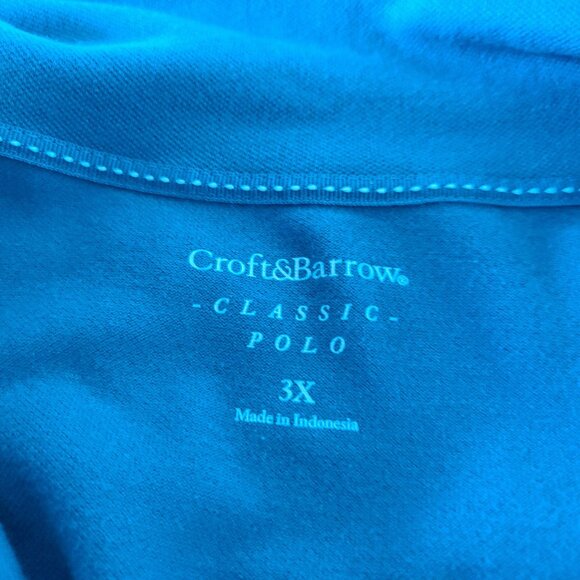 Croft&Barrow®
- CLASSIC -
POLO
3X
Made in Indonesia